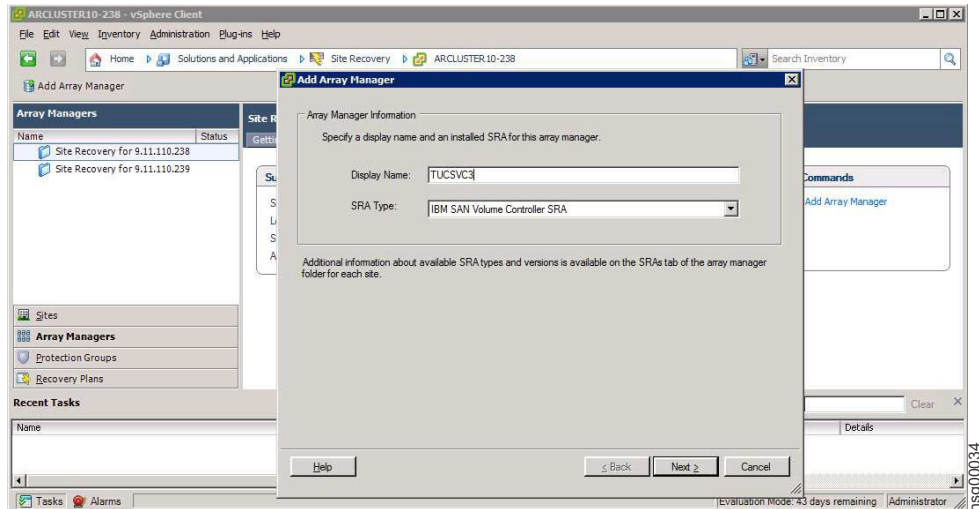 ARCLUSTER10-238 - vSphere Client
File Edit View Inventory Administration Plug-ins Help
Home Solutions and Applications Site Recovery ARCLUSTER10-238 Search Inventory
Add Array Manager
Add Array Manager
Array Managers
Name Status
Site Recovery for 9.11.110.238
Site Recovery for 9.11.110.239
Site R
Getti
Su
S
L
S
A
Array Manager Information
Specify a display name and an installed SRA for this array manager.
Display Name: TUCSVC3
SRA Type: IBM SAN Volume Controller SRA
Additional information about available SRA types and versions is available on the SRAs tab of the array manager
folder for each site.
Commands
Add Array Manager
Sites
Array Managers
Protection Groups
Recovery Plans
Recent Tasks
Clear
Name
Details
Help < Back Next > Cancel
Tasks Alarms
Evaluation Mode: 43 days remaining Administrator